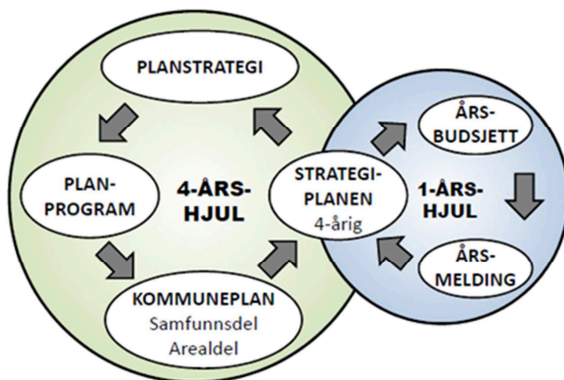 PLANSTRATEGI
PLAN-
PROGRAM
4-ÅRS-
HJUL
KOMMUNEPLAN
Samfunnsdel
Arealdel
STRATEGI-
PLANEN
4-årig
1-ÅRS-
HJUL
ÅRS-
BUDSJETT
ÅRS-
MELDING